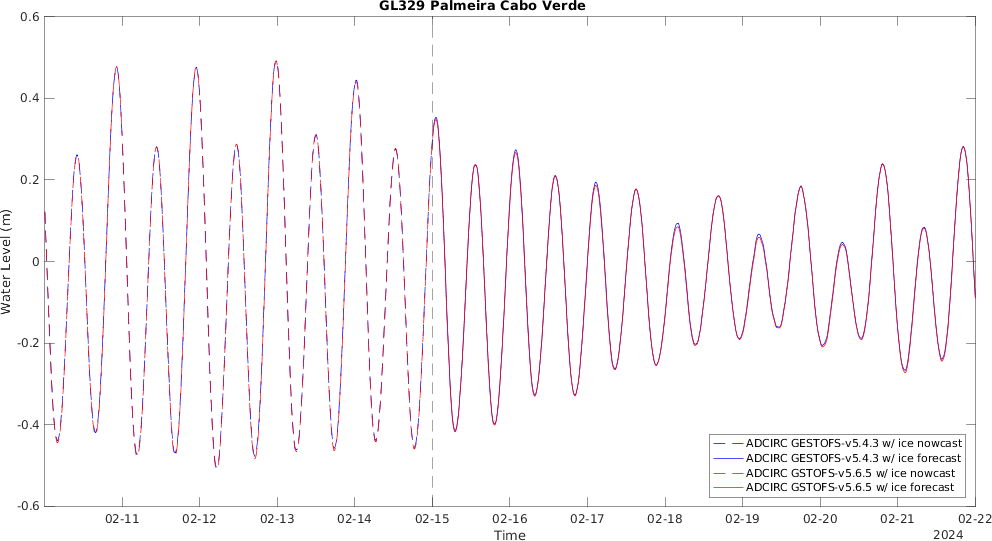 GL329 Palmeira Cabo Verde
Water Level (m)
0.6
0.4
0.2
0
-0.2
-0.4
-0.6
ADCIRC GESTOFS-v5.4.3 w/ ice nowcast
ADCIRC GESTOFS-v5.4.3 w/ ice forecast
ADCIRC GSTOFS-v5.6.5 w/ ice nowcast
ADCIRC GSTOFS-v5.6.5 w/ ice forecast
02-11 02-12 02-13 02-14 02-15 02-16 02-17 02-18 02-19 02-20 02-21 02-22
Time
2024